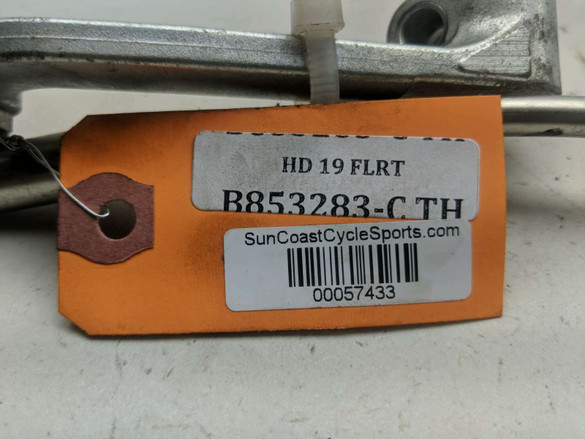 HD 19 FLRT
B853283-C TH
SunCoastCycleSports.com
00057433